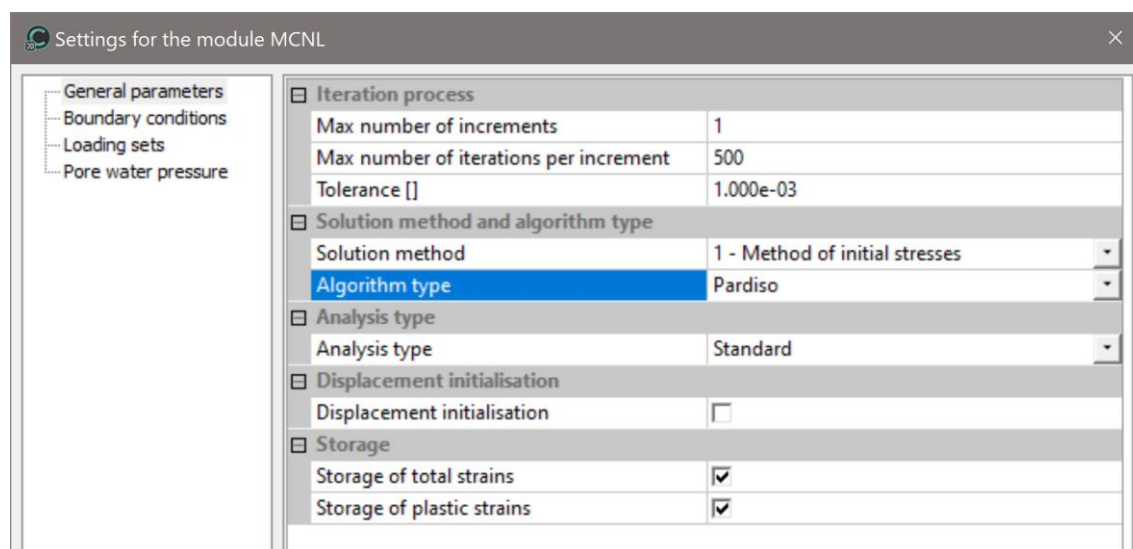 Settings for the module MCNL
General parameters
Boundary conditions
Loading sets
Pore water pressure
Iteration process
Max number of increments 1
Max number of iterations per increment 500
Tolerance [] 1.000e-03
Solution method and algorithm type
Solution method 1 - Method of initial stresses
Algorithm type Pardiso
Analysis type
Analysis type Standard
Displacement initialisation
Displacement initialisation
Storage
Storage of total strains
Storage of plastic strains